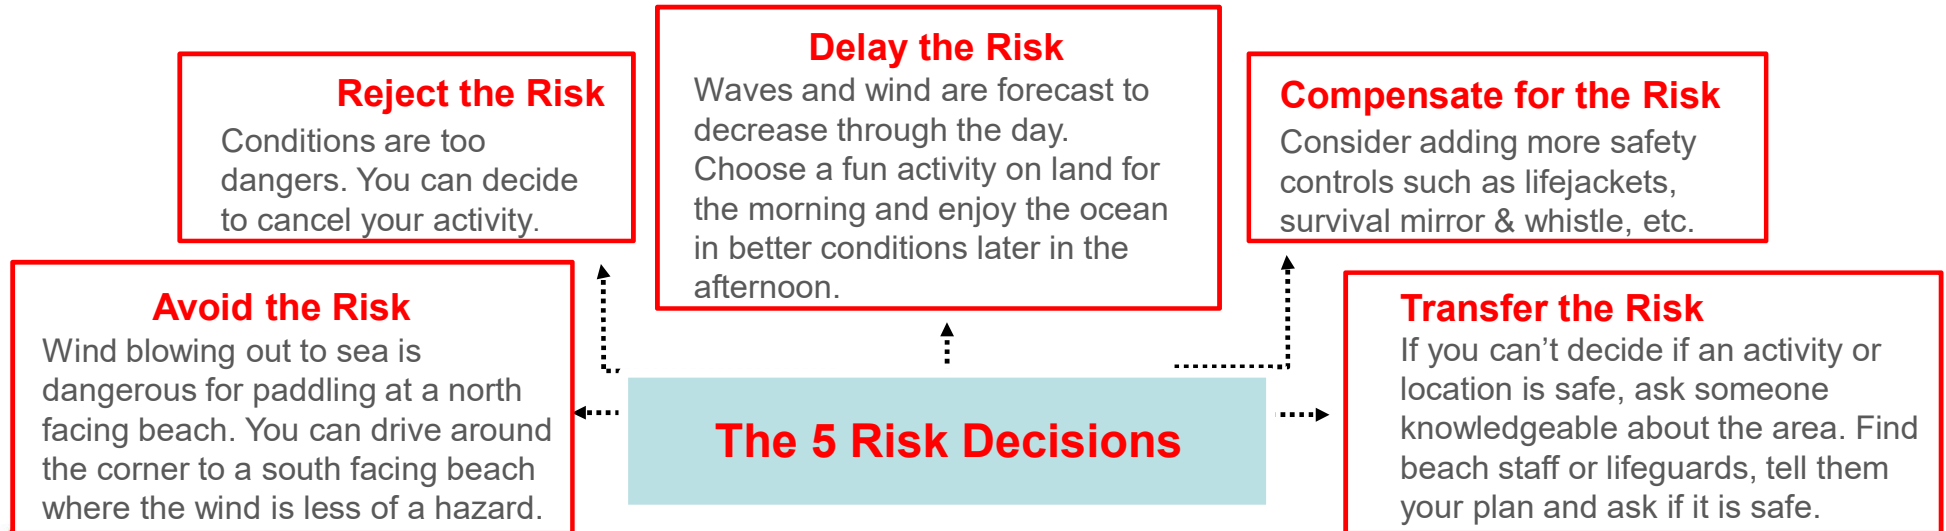 Delay the Risk
Waves and wind are forecast to
decrease through the day.
Choose a fun activity on land for
the morning and enjoy the ocean
in better conditions later in the
afternoon.
Reject the Risk
Conditions are too
dangers. You can decide
to cancel your activity.
Compensate for the Risk
Consider adding more safety
controls such as lifejackets,
survival mirror & whistle, etc.
Avoid the Risk
Wind blowing out to sea is
dangerous for paddling at a north
facing beach. You can drive around
the corner to a south facing beach
where the wind is less of a hazard.
The 5 Risk Decisions
Transfer the Risk
If you can’t decide if an activity or
location is safe, ask someone
knowledgeable about the area. Find
beach staff or lifeguards, tell them
your plan and ask if it is safe.